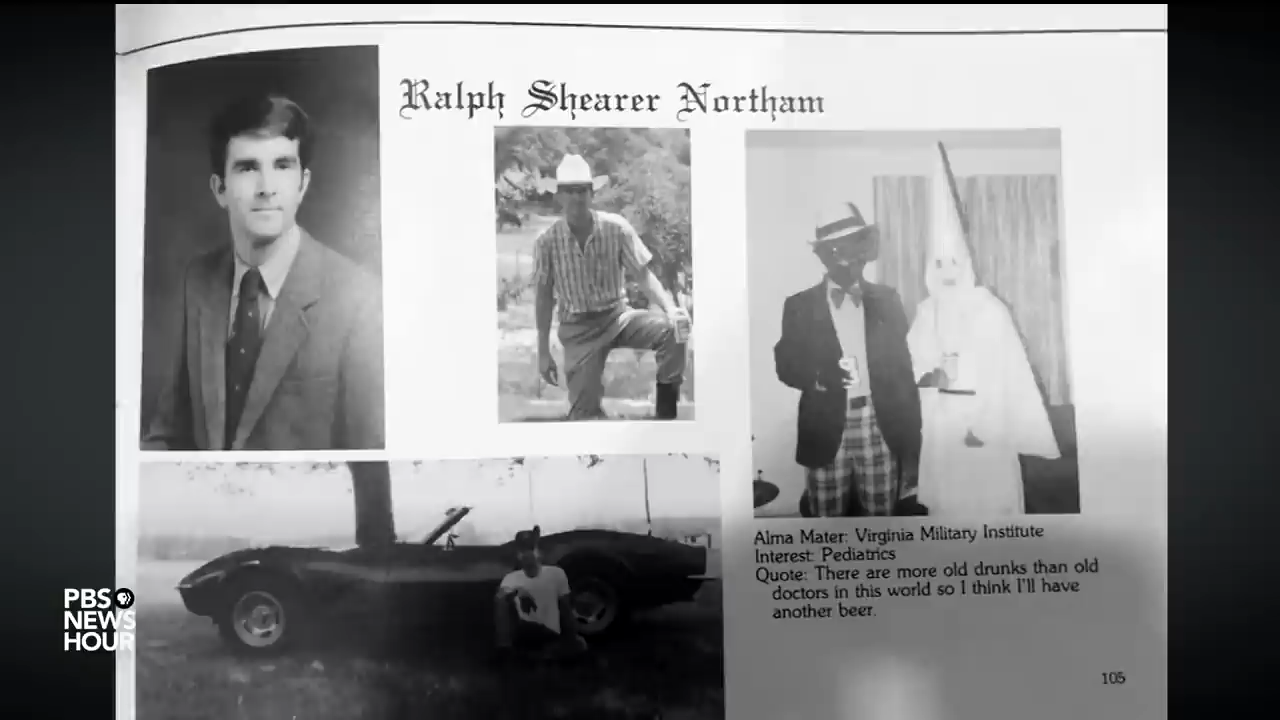 Ralph Shearer Northam
Alma Mater: Virginia Military Institute
Interest: Pediatrics
Quote: There are more old drunks than old
doctors in this world so I think I'll have
another beer.
105
PBS
NEWS
HOUR